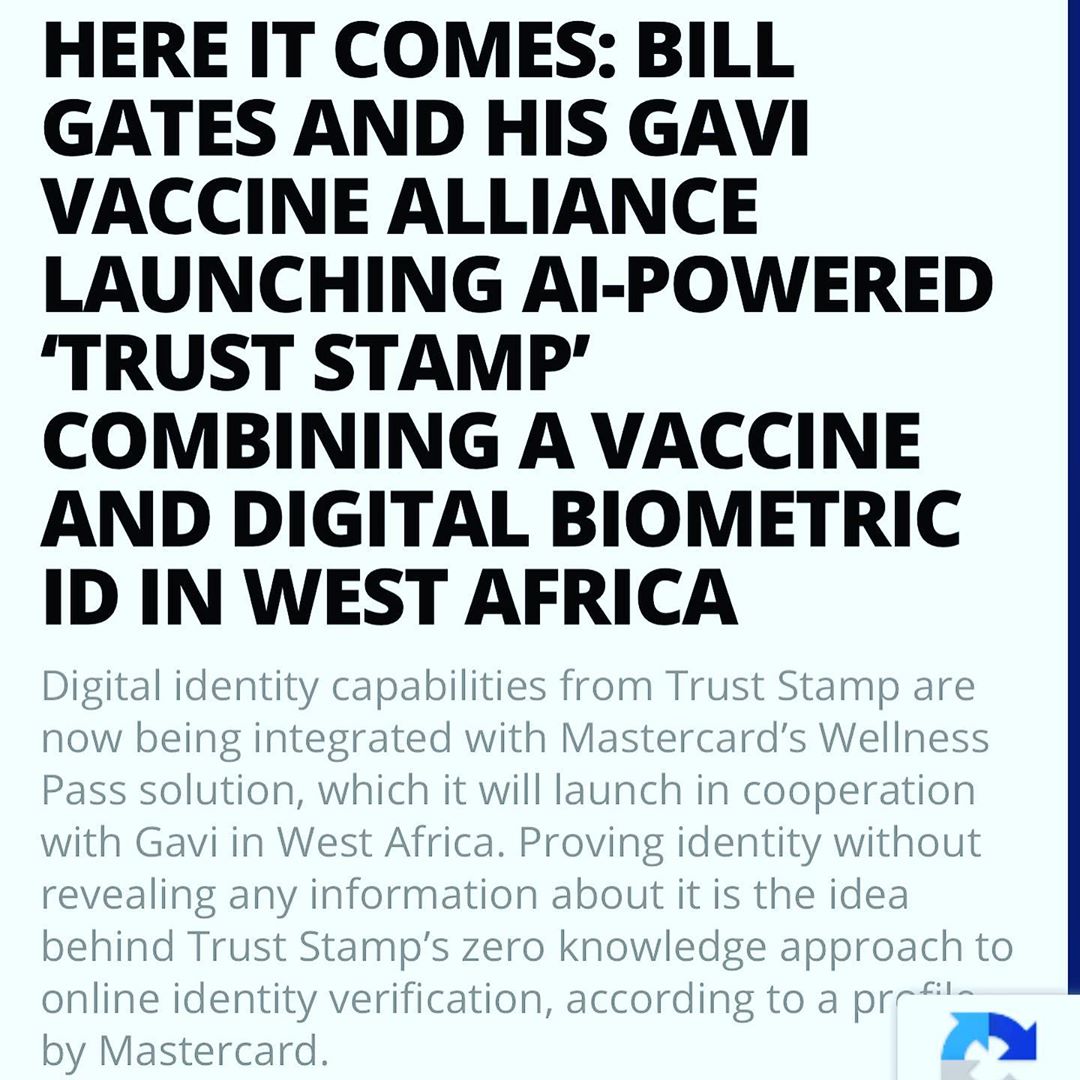 HERE IT COMES: BILL
GATES AND HIS GAVI
VACCINE ALLIANCE
LAUNCHING AI-POWERED
‘TRUST STAMP’
COMBINING A VACCINE
AND DIGITAL BIOMETRIC
ID IN WEST AFRICA
Digital identity capabilities from Trust Stamp are
now being integrated with Mastercard’s Wellness
Pass solution, which it will launch in cooperation
with Gavi in West Africa. Proving identity without
revealing any information about it is the idea
behind Trust Stamp’s zero knowledge approach to
online identity verification, according to a profile
by Mastercard.